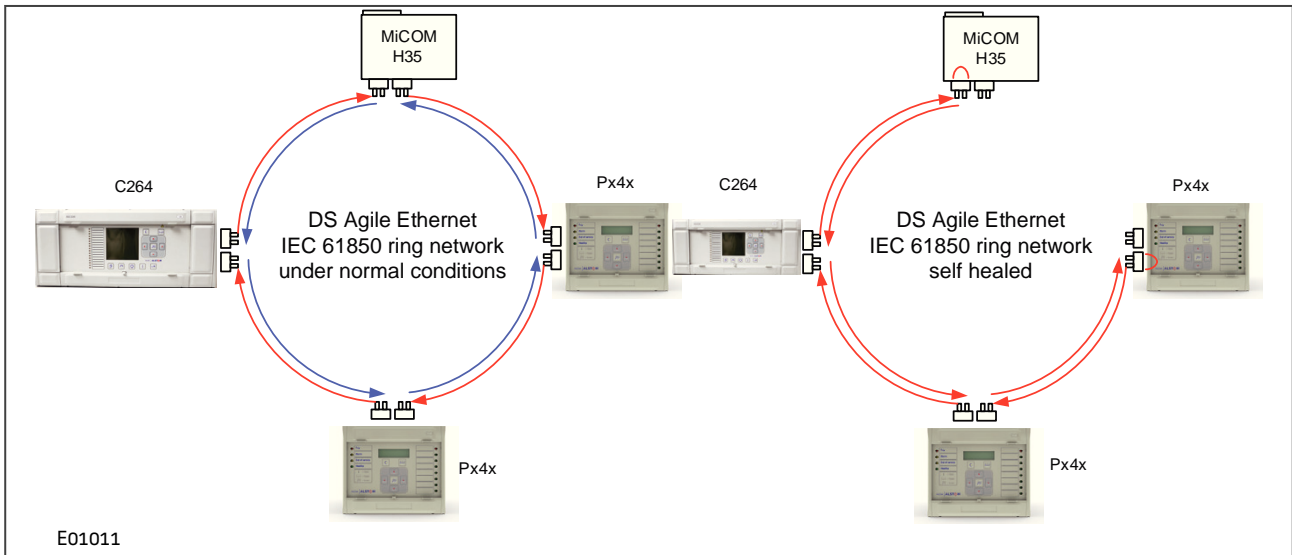 MiCOM
H35
C264
DS Agile Ethernet
IEC 61850 ring network
under normal conditions
Px4x
Px4x
MiCOM
H35
C264
DS Agile Ethernet
IEC 61850 ring network
self healed
Px4x
Px4x
E01011